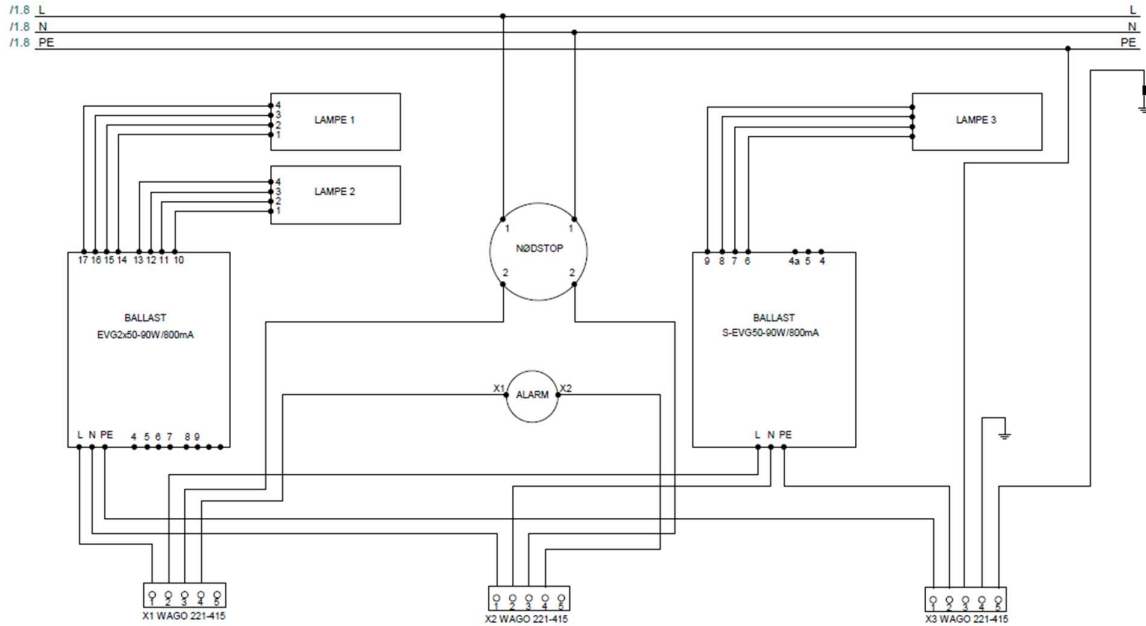 /1.8 L L
/1.8 N N
/1.8 PE PE
4
3 LAMPE 1
2
1
LAMPE 3
4
3 LAMPE 2
2
1
1 1
NØDSTOP
2 2
17 16 15 14 13 12 11 10
9 8 7 6 4a 5 4
BALLAST
EVG2x50-90W/800mA
BALLAST
S-EVG50-90W/800mA
X1 ALARM X2
L N PE 4 5 6 7 8 9
L N PE
1 2 3 4 5
X1 WAGO 221-415
1 2 3 4 5
X2 WAGO 221-415
1 2 3 4 5
X3 WAGO 221-415